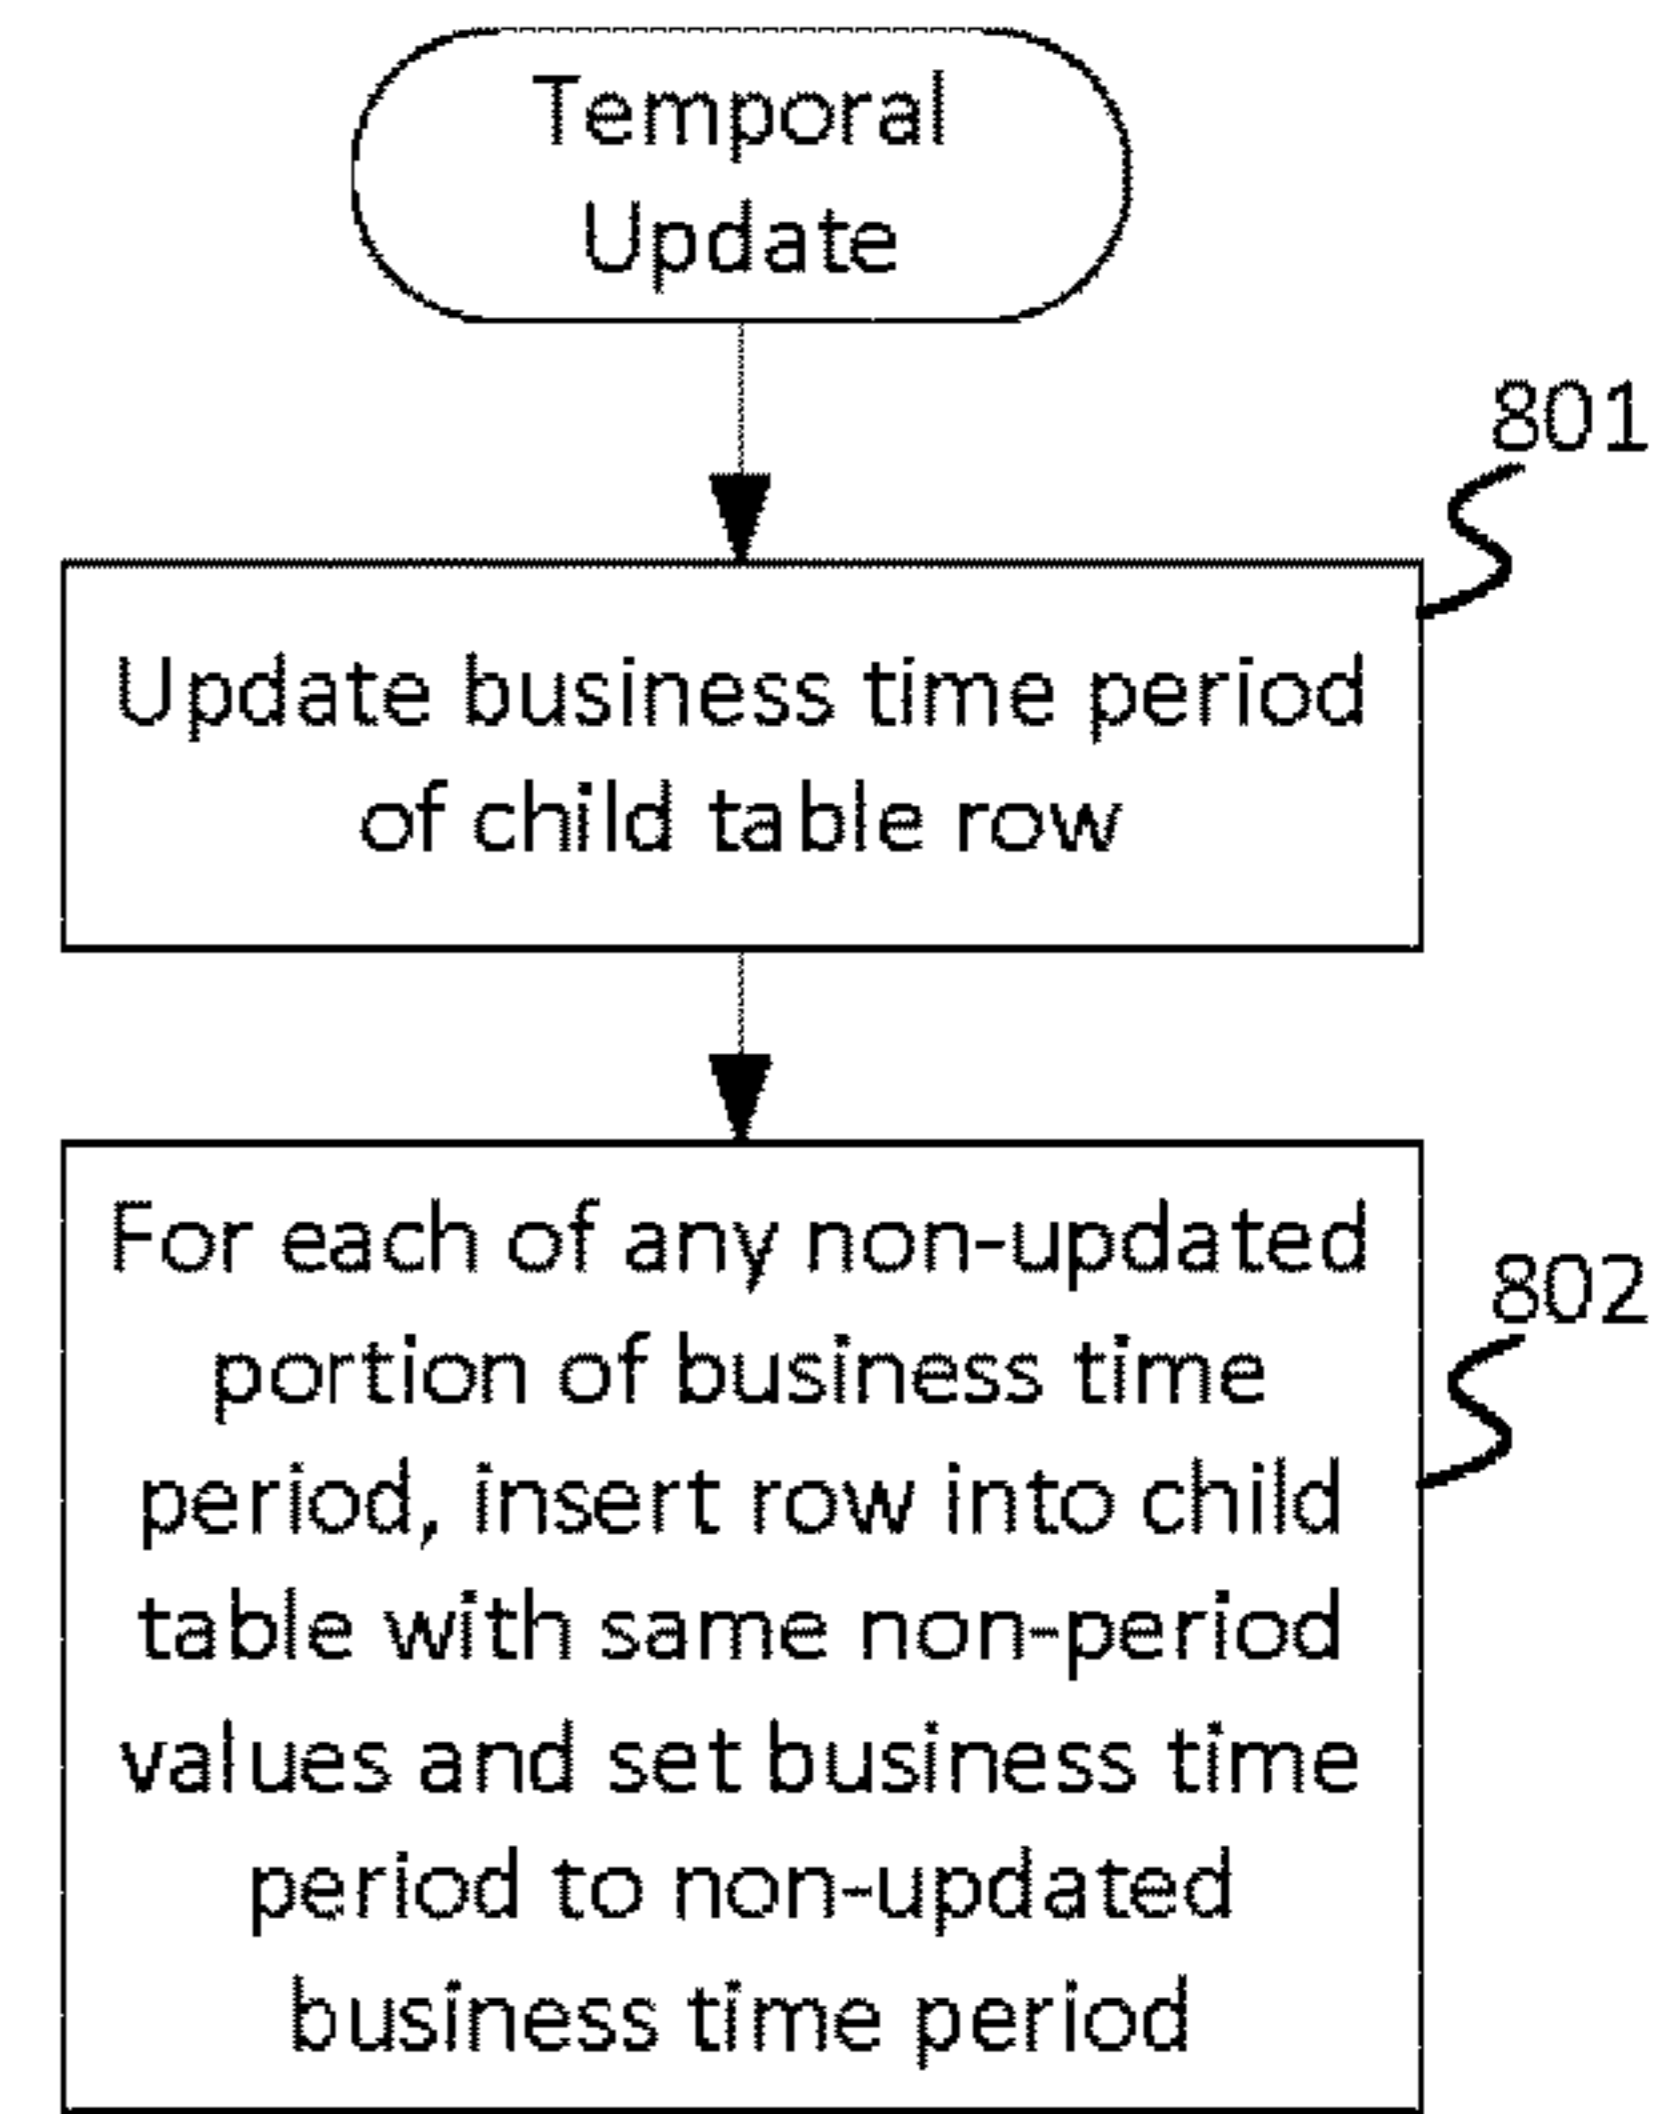 Temporal
Update
801
Update business time period
of child table row
For each of any non-updated
802
portion of business time
period, insert row into child
table with same non-period
values and set business time
period to non-updated
business time period